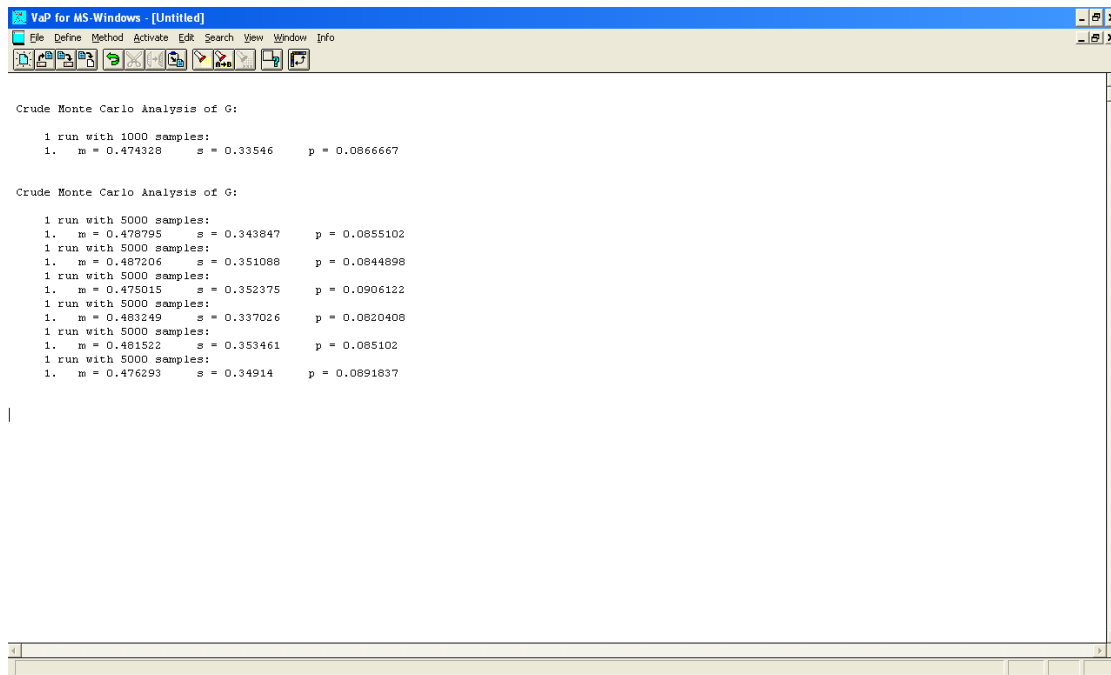 VaP for MS-Windows - [Untitled]
File Define Method Activate Edit Search View Window Info
Crude Monte Carlo Analysis of G:
1 run with 1000 samples:
1. m = 0.474328 s = 0.33546 p = 0.0866667
Crude Monte Carlo Analysis of G:
1 run with 5000 samples:
1. m = 0.478795 s = 0.343847 p = 0.0855102
1 run with 5000 samples:
1. m = 0.487206 s = 0.351088 p = 0.0844898
1 run with 5000 samples:
1. m = 0.475015 s = 0.352375 p = 0.0906122
1 run with 5000 samples:
1. m = 0.483249 s = 0.337026 p = 0.0820408
1 run with 5000 samples:
1. m = 0.481522 s = 0.353461 p = 0.085102
1 run with 5000 samples:
1. m = 0.476293 s = 0.34914 p = 0.0891837